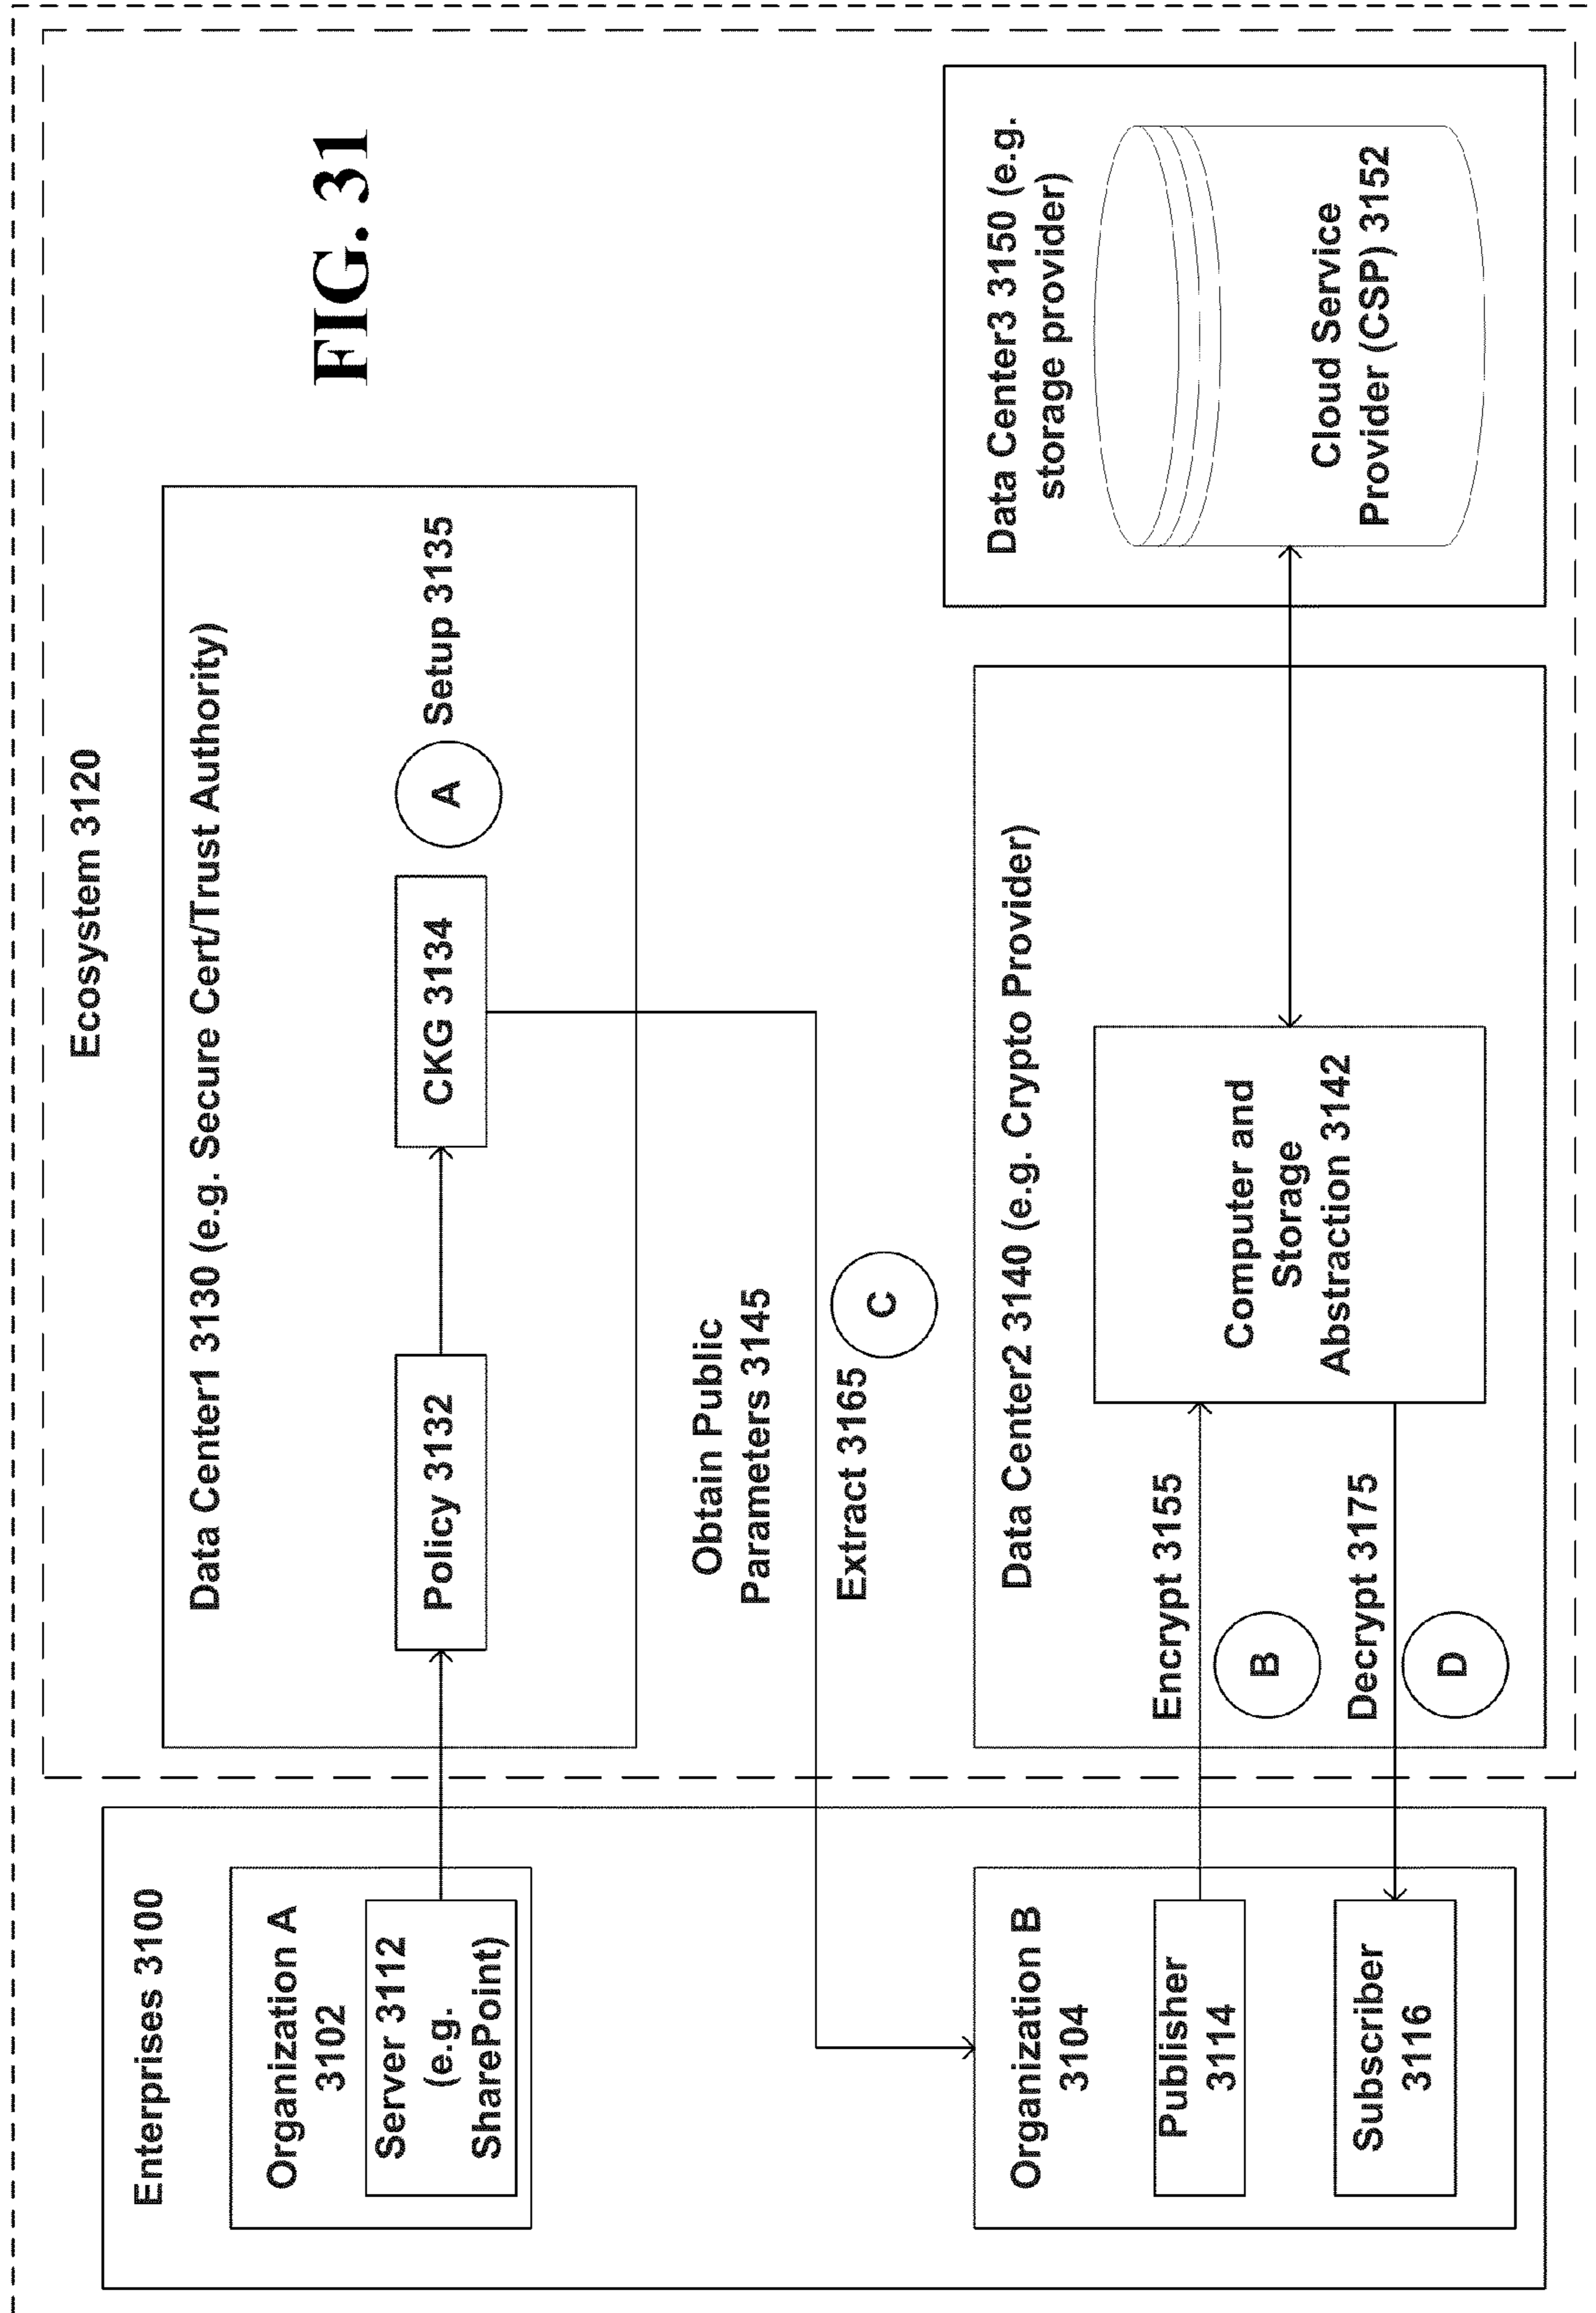 Ecosystem 3120
FIG. 31
Enterprises 3100
Organization A
3102
Server 3112
(e.g.
SharePoint)
Data Center1 3130 (e.g. Secure Cert/Trust Authority)
Policy 3132
CKG 3134
A
Setup 3135
Obtain Public
Parameters 3145
Extract 3165
C
Organization B
3104
Publisher
3114
Subscriber
3116
Data Center2 3140 (e.g. Crypto Provider)
Encrypt 3155
B
Decrypt 3175
D
Computer and
Storage
Abstraction 3142
Data Center3 3150 (e.g.
storage provider)
Cloud Service
Provider (CSP) 3152